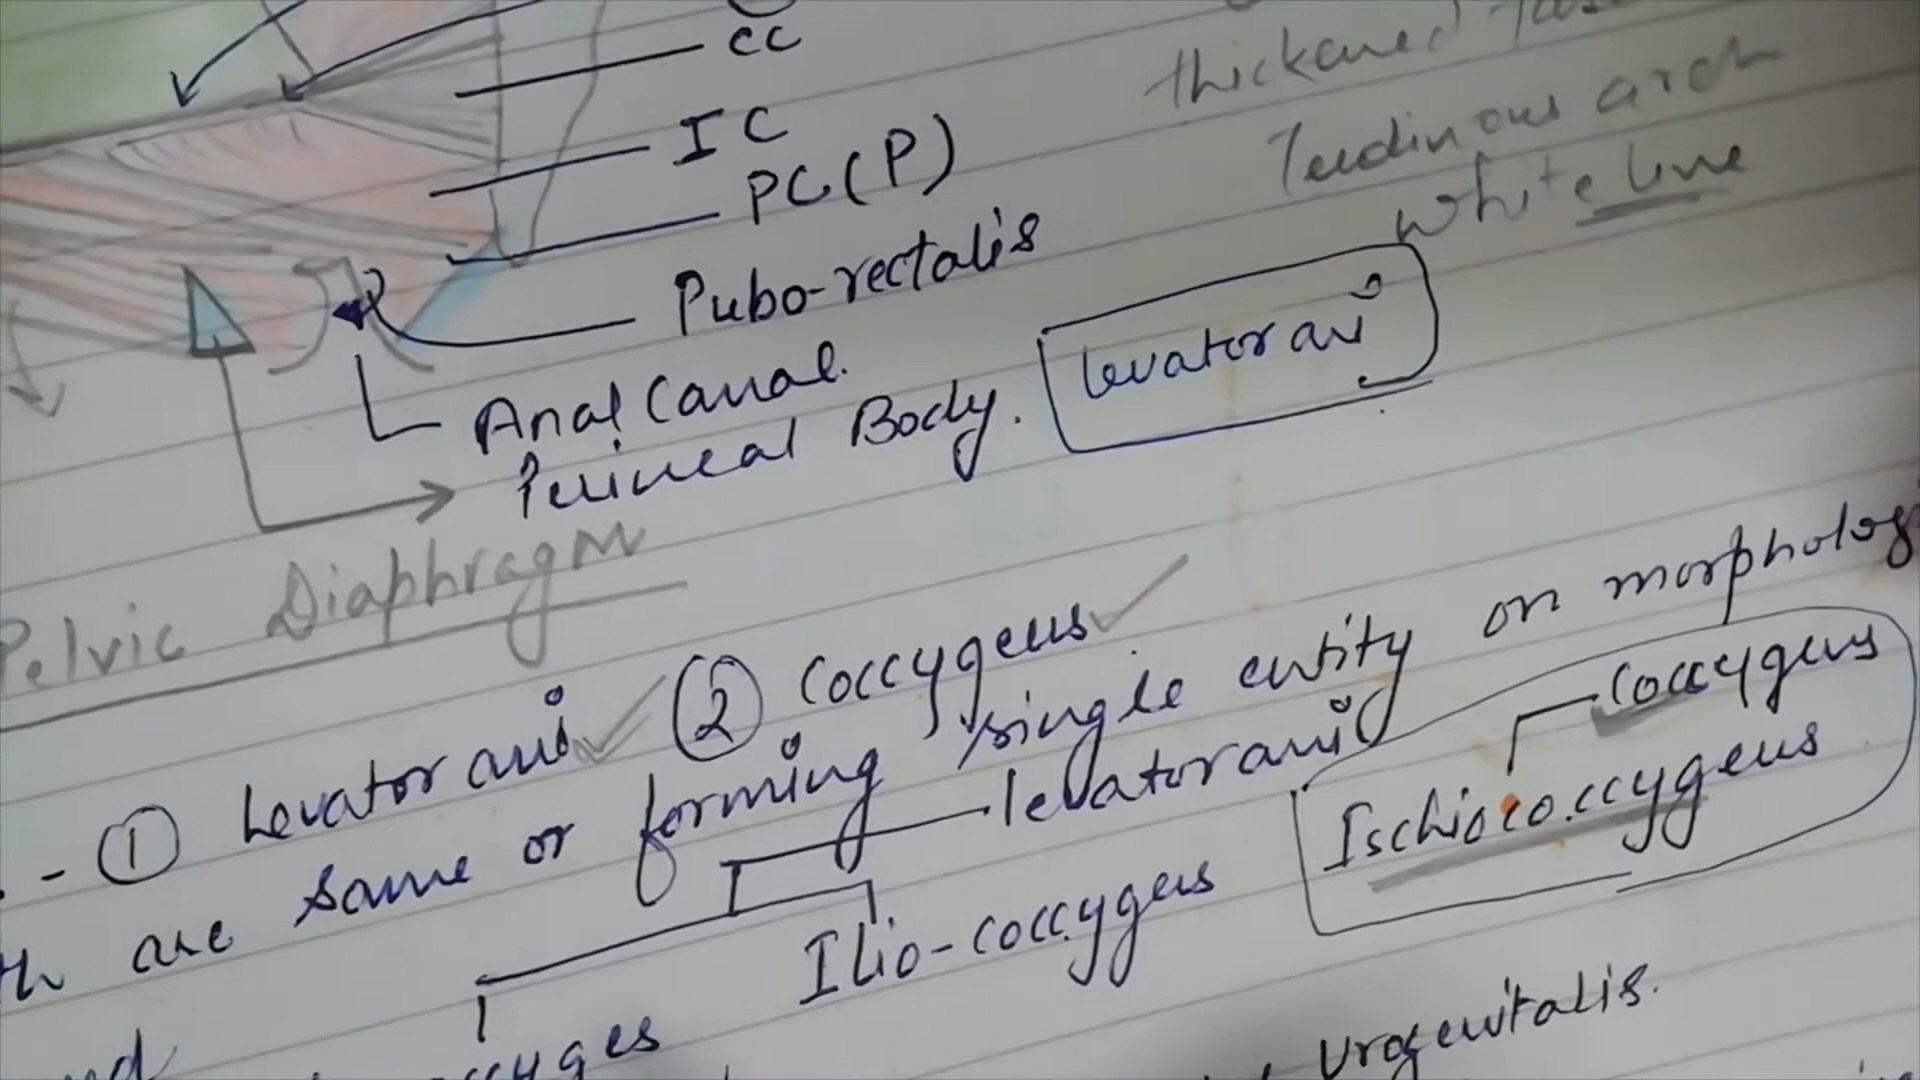 CC
thickened
IC
Tendinous arch
PC(P)
White line
Pubo-rectalis
Anal Canal.
Levator ani
Perineal Body.
Pelvic Diaphragm
- ① Levator ani ② Coccygeus
are same or forming single entity on morpholog
levator ani
Coccygeus
Ilio-coccygeus
Ischiococcygeus
Urogenitalis.